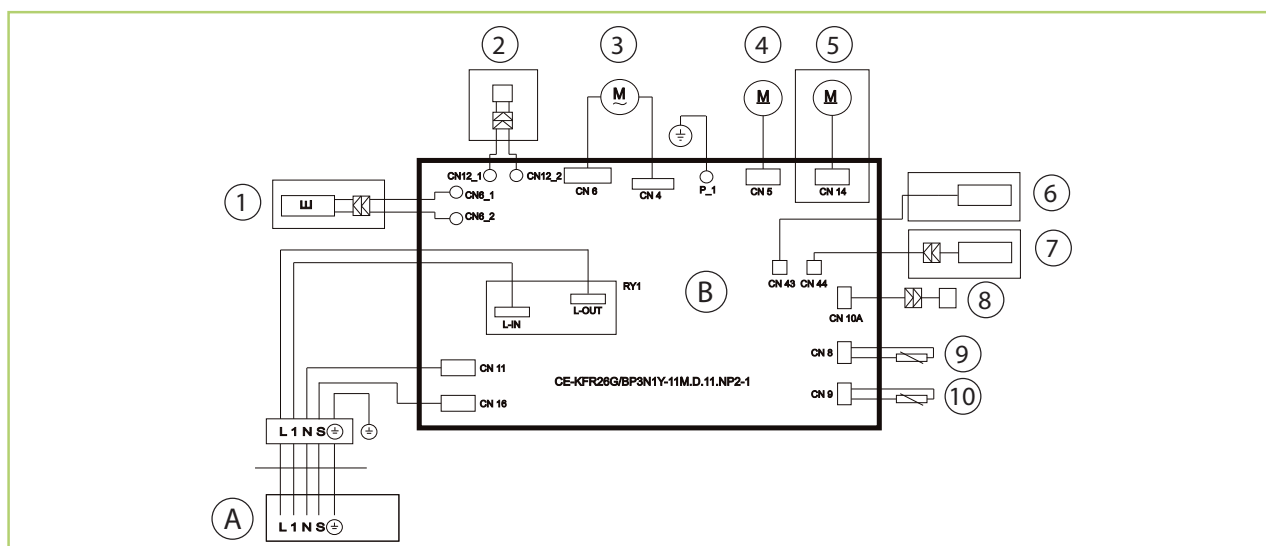 2
3
4
5
M
M
M
CN12_1
CN12_2
CN 6
CN 4
P_1
CN 5
CN 14
1
E
CN6_1
CN6_2
6
7
CN 43
CN 44
B
RY1
L-IN
L-OUT
CN 10A
8
CN 11
CE-KFR26G/BP3N1Y-11M.D.11.NP2-1
CN 8
9
CN 16
CN 9
10
L 1 N S
A
L 1 N S